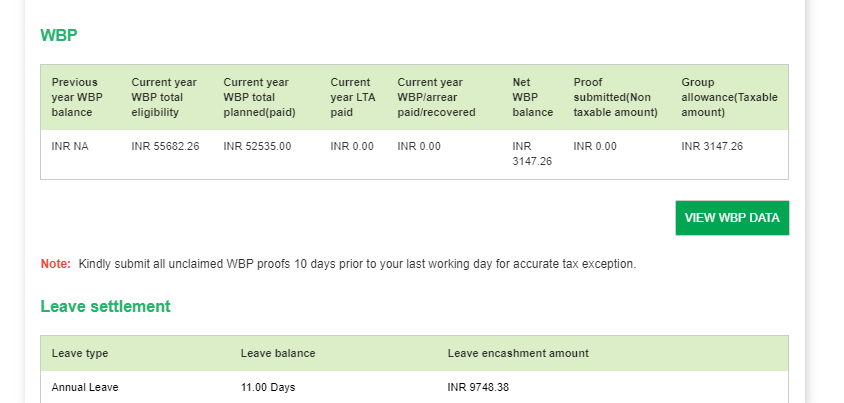 WBP
Previous year WBP balance
Current year WBP total eligibility
Current year WBP total planned(paid)
Current year LTA paid
Current year WBP/arrear paid/recovered
Net WBP balance
Proof submitted(Non taxable amount)
Group allowance(Taxable amount)
INR NA
INR 55682.26
INR 52535.00
INR 0.00
INR 0.00
INR 3147.26
INR 0.00
INR 3147.26
VIEW WBP DATA
Note: Kindly submit all unclaimed WBP proofs 10 days prior to your last working day for accurate tax exception.
Leave settlement
Leave type Leave balance Leave encashment amount
Annual Leave 11.00 Days INR 9748.38